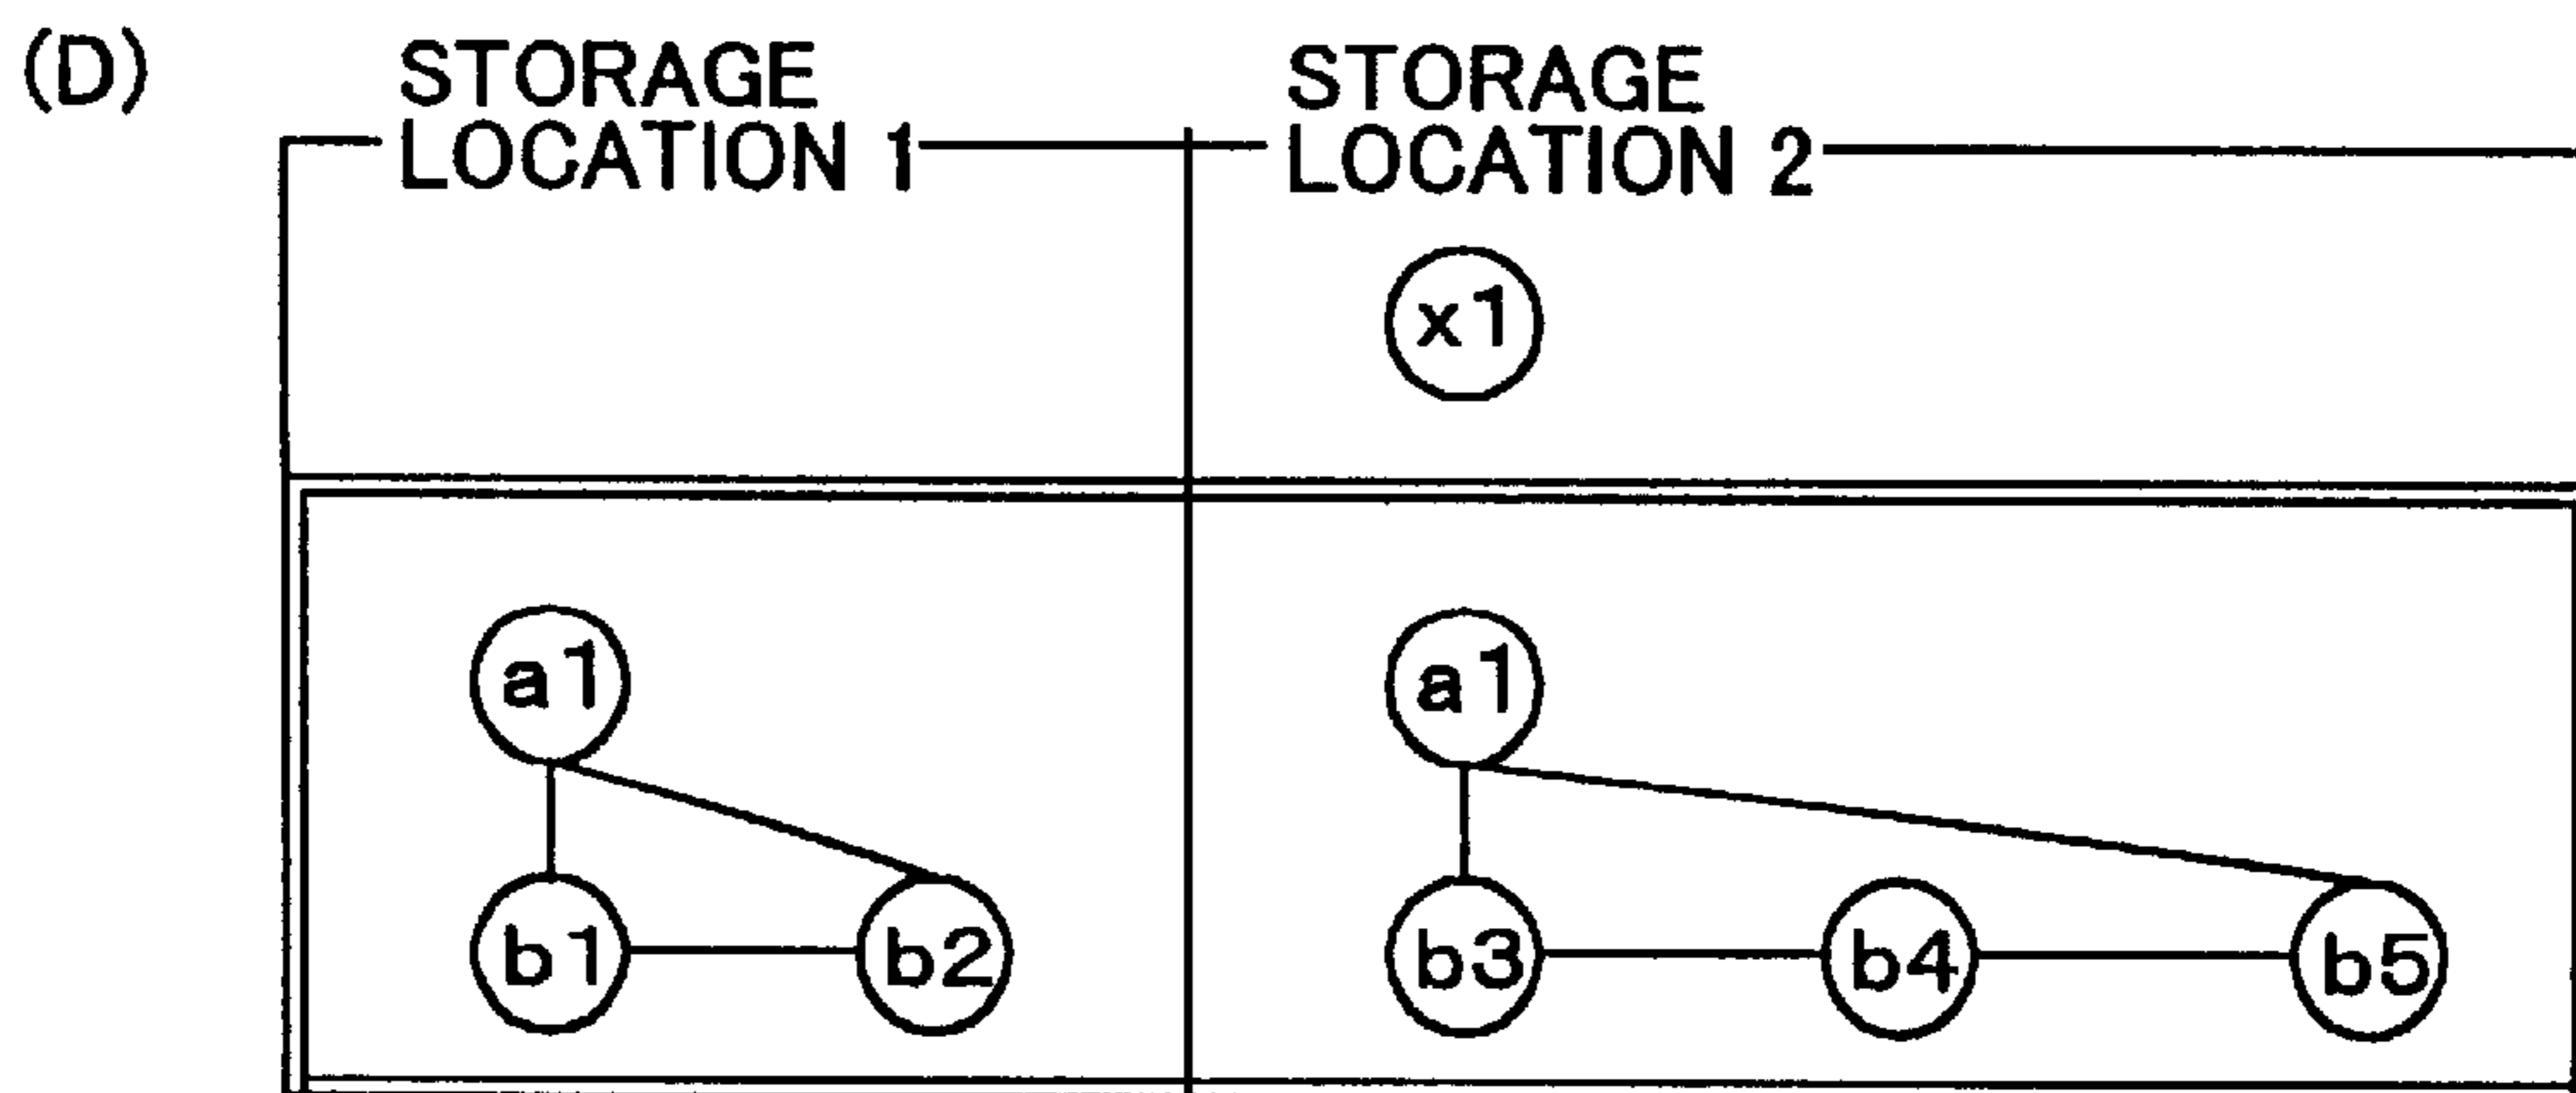 (D)
STORAGE
LOCATION 1
STORAGE
LOCATION 2
x1
a1
a1
b1
b2
b3
b4
b5